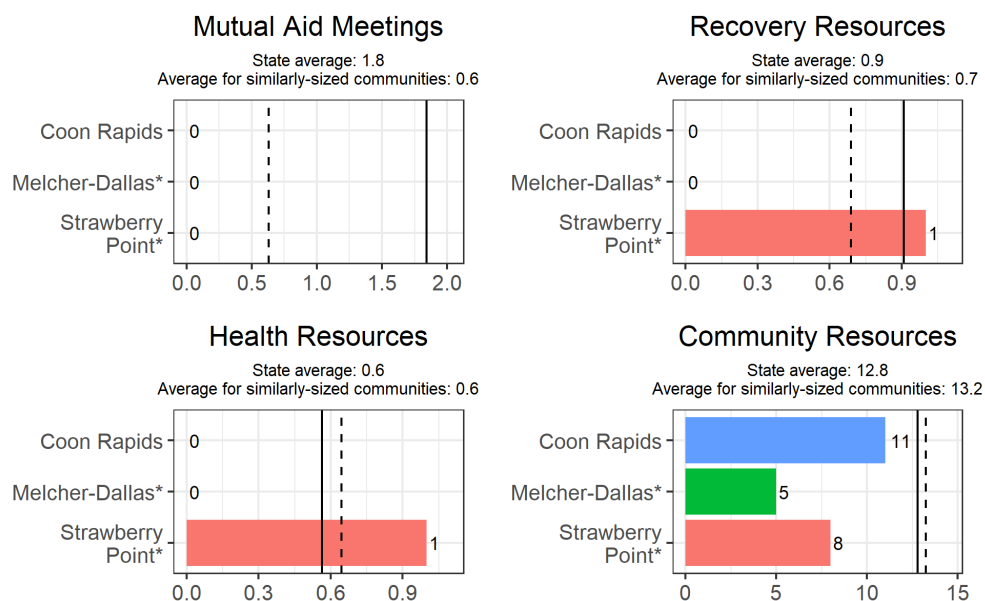 Mutual Aid Meetings
State average: 1.8
Average for similarly-sized communities: 0.6
Coon Rapids
0
Melcher-Dallas*
0
Strawberry
Point*
0
0.0 0.5 1.0 1.5 2.0
Recovery Resources
State average: 0.9
Average for similarly-sized communities: 0.7
Coon Rapids
0
Melcher-Dallas*
0
Strawberry
Point*
1
0.0 0.3 0.6 0.9
Health Resources
State average: 0.6
Average for similarly-sized communities: 0.6
Coon Rapids
0
Melcher-Dallas*
0
Strawberry
Point*
1
0.0 0.3 0.6 0.9
Community Resources
State average: 12.8
Average for similarly-sized communities: 13.2
Coon Rapids
11
Melcher-Dallas*
5
Strawberry
Point*
8
0 5 10 15